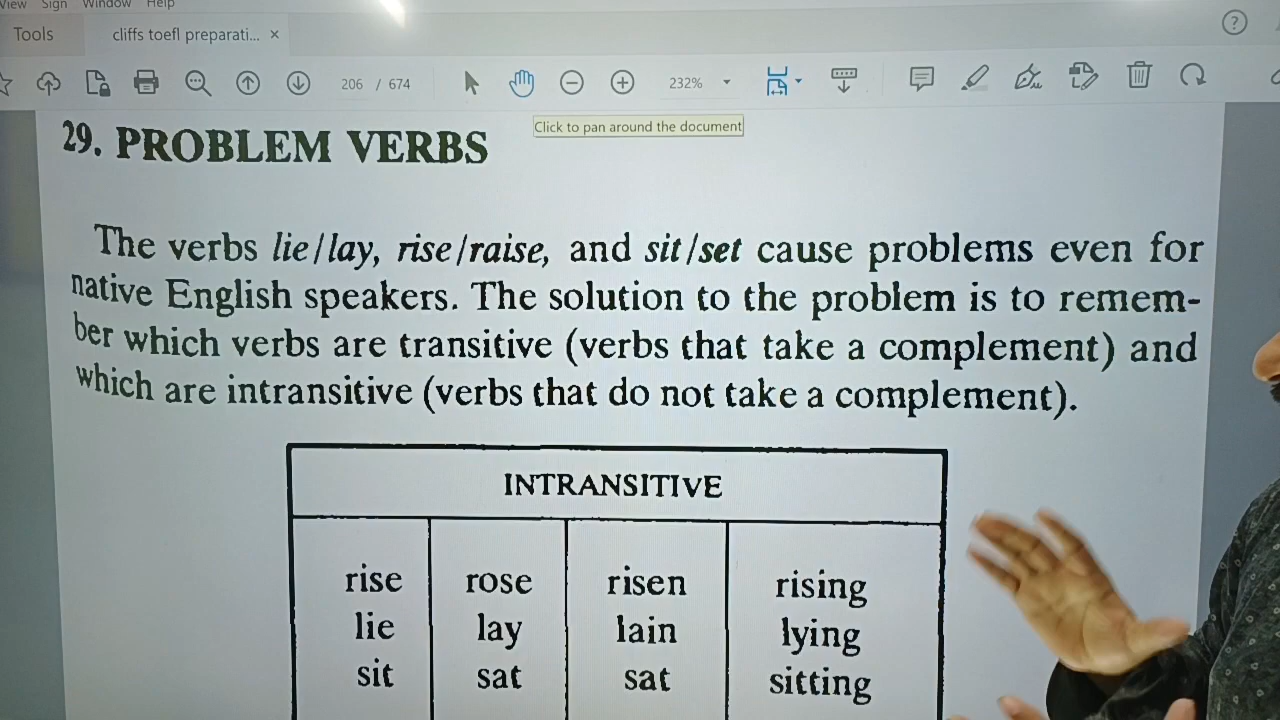 View Sign Window Help
Tools cliffs toefl preparati... ×
206 / 674 232%
Click to pan around the document
29. PROBLEM VERBS
The verbs lie/lay, rise/raise, and sit/set cause problems even for
native English speakers. The solution to the problem is to remem-
ber which verbs are transitive (verbs that take a complement) and
which are intransitive (verbs that do not take a complement).
INTRANSITIVE
rise rose risen rising
lie lay lain lying
sit sat sat sitting